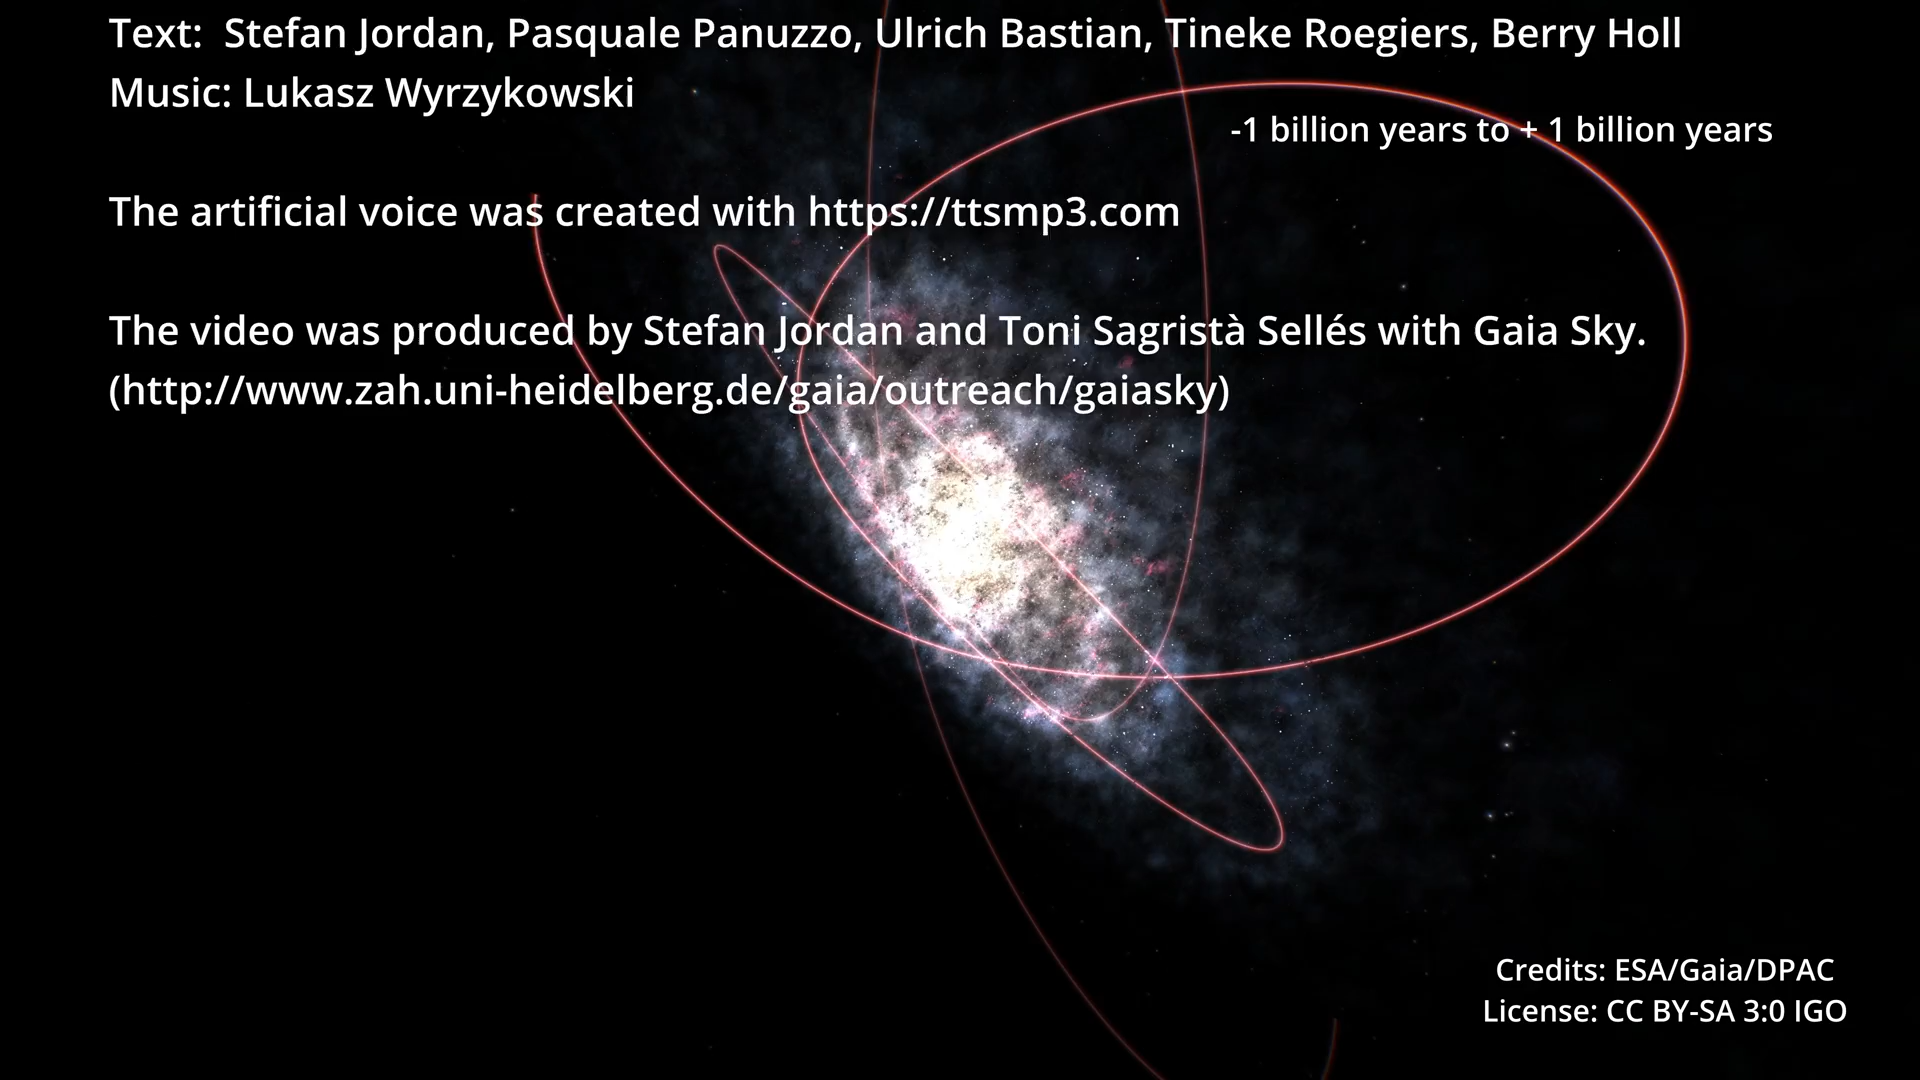 Text:  Stefan Jordan, Pasquale Panuzzo, Ulrich Bastian, Tineke Roegiers, Berry Holl
Music: Lukasz Wyrzykowski
-1 billion years to + 1 billion years
The artificial voice was created with https://ttsmp3.com
The video was produced by Stefan Jordan and Toni Sagristà Sellés with Gaia Sky.
(http://www.zah.uni-heidelberg.de/gaia/outreach/gaiasky)
Credits: ESA/Gaia/DPAC
License: CC BY-SA 3:0 IGO